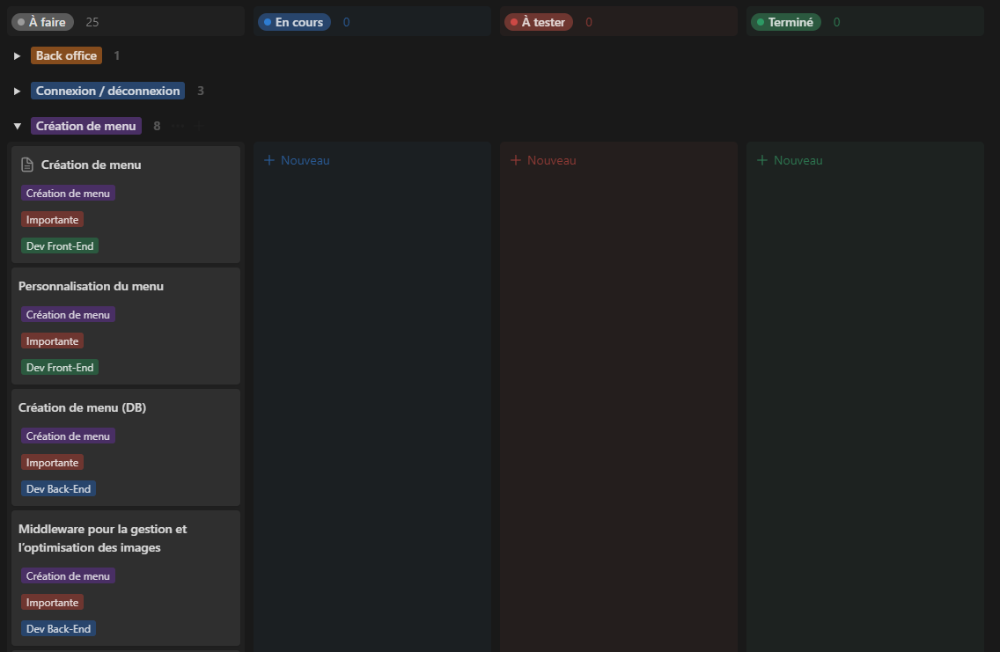 À faire 25
En cours 0
À tester 0
Terminé 0
Back office 1
Connexion / déconnexion 3
Création de menu 8
Création de menu
Création de menu
Importante
Dev Front-End
Personnalisation du menu
Création de menu
Importante
Dev Front-End
Création de menu (DB)
Création de menu
Importante
Dev Back-End
Middleware pour la gestion et
l'optimisation des images
Création de menu
Importante
Dev Back-End
+ Nouveau
+ Nouveau
+ Nouveau